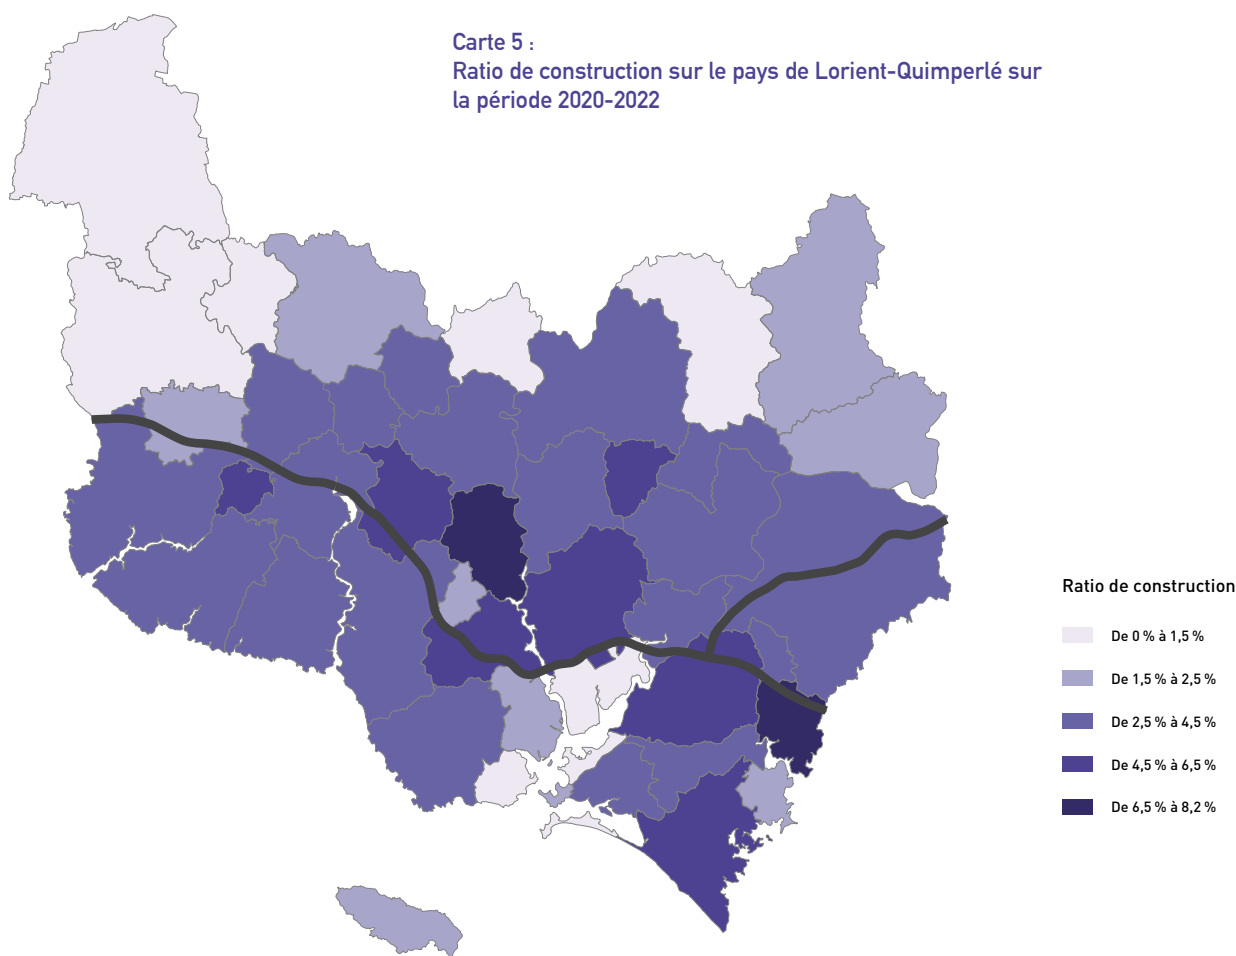 Carte 5 :
Ratio de construction sur le pays de Lorient-Quimperlé sur
la période 2020-2022
Ratio de construction
De 0 % à 1,5 %
De 1,5 % à 2,5 %
De 2,5 % à 4,5 %
De 4,5 % à 6,5 %
De 6,5 % à 8,2 %